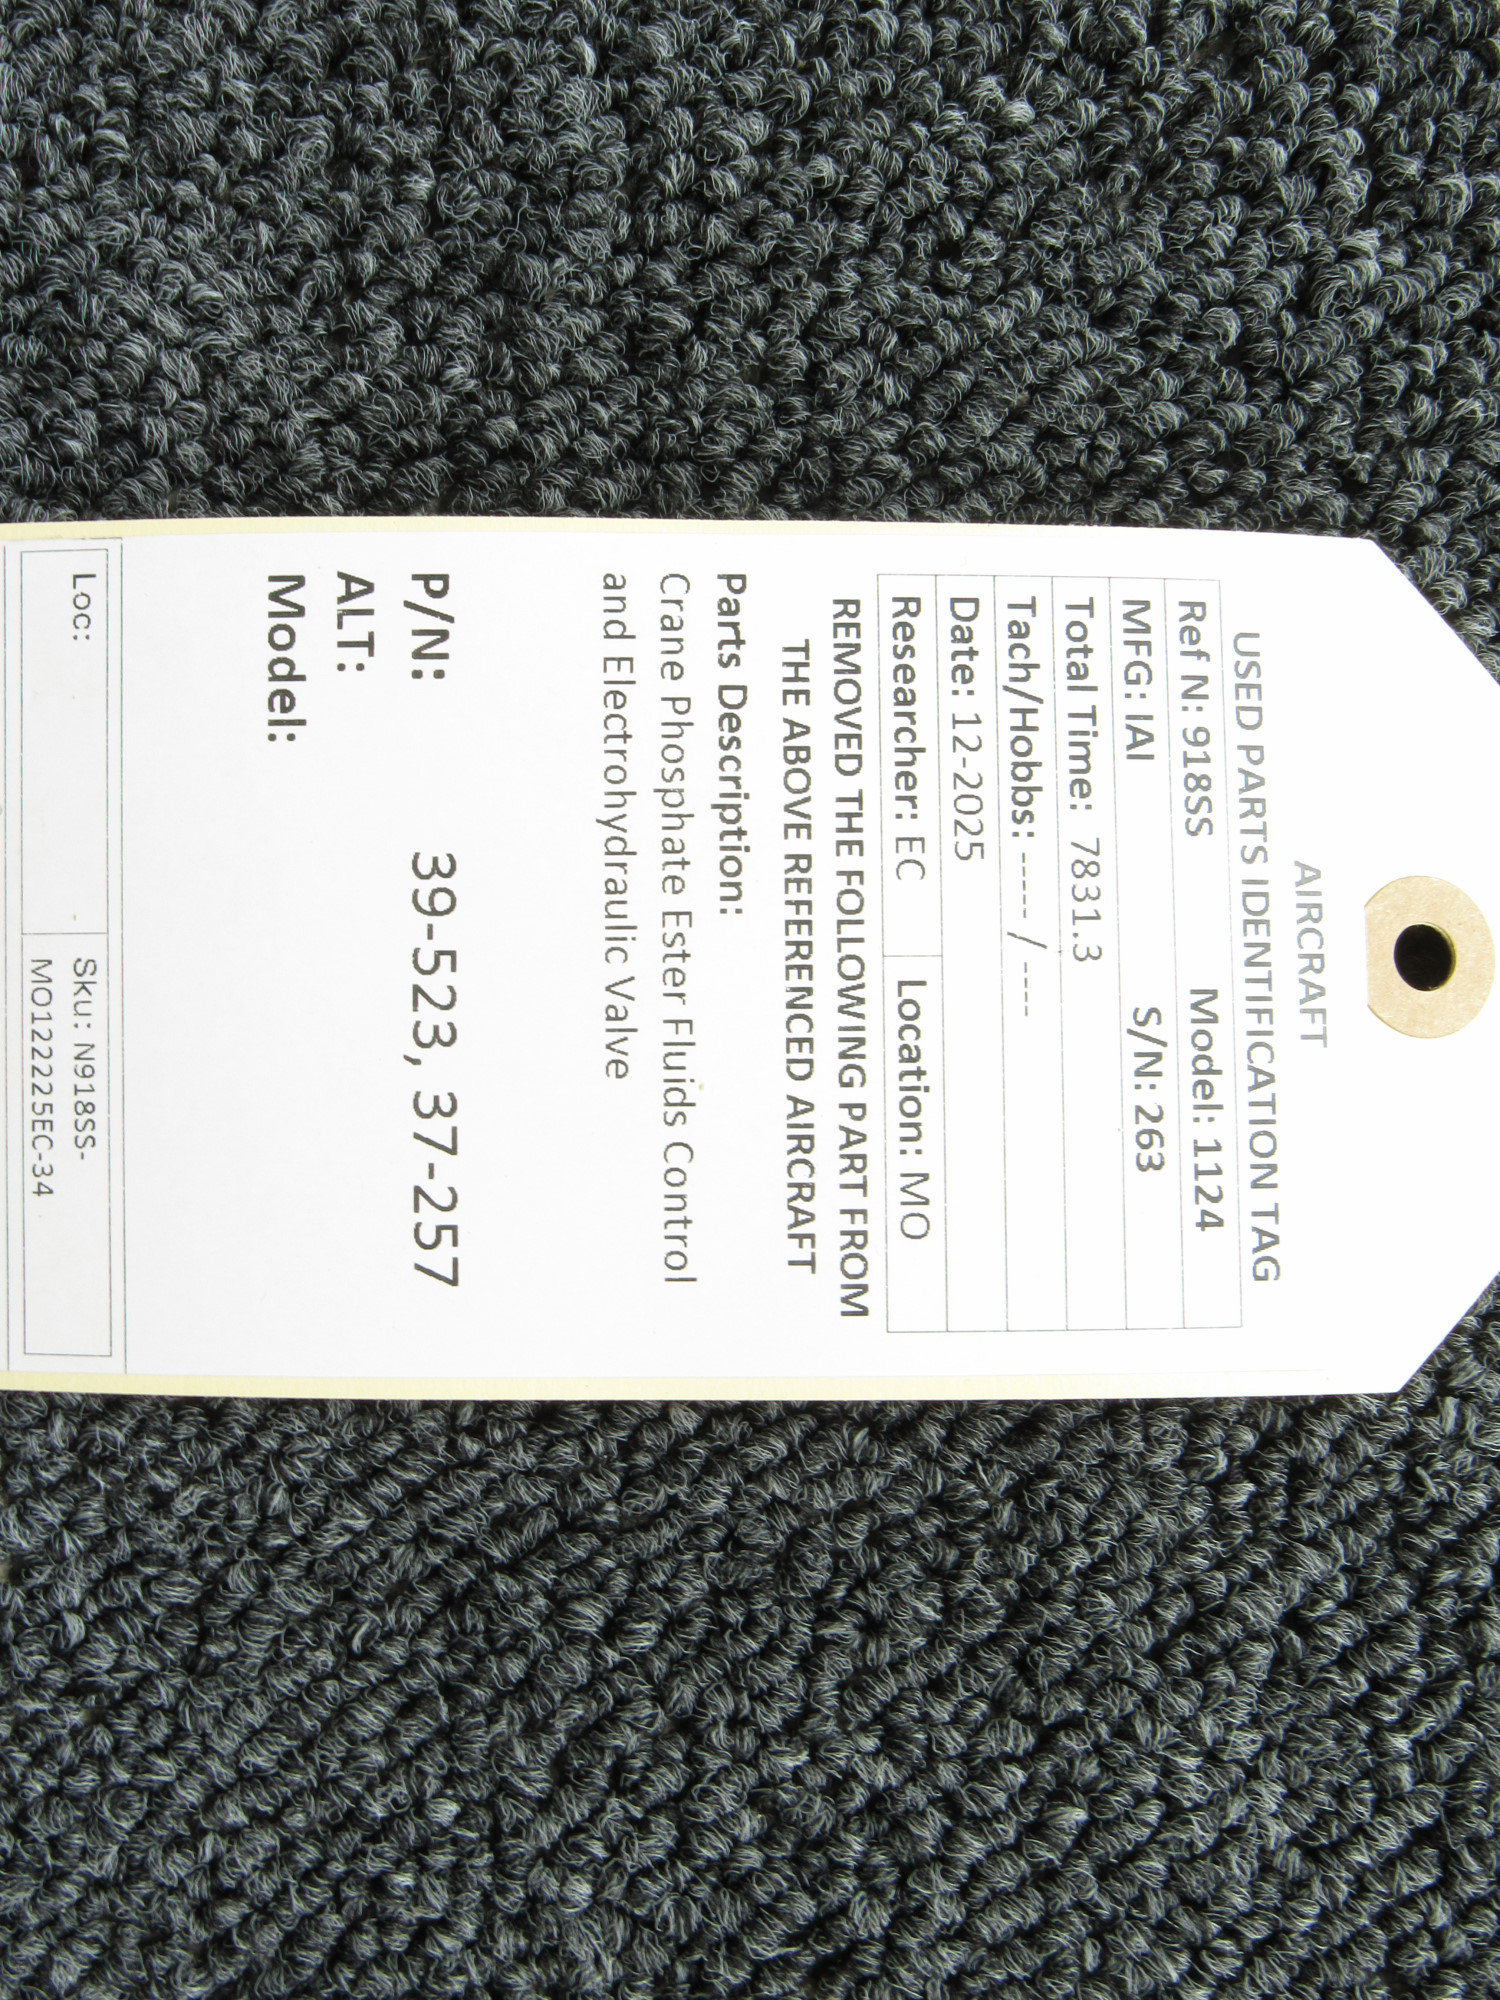 AIRCRAFT
USED PARTS IDENTIFICATION TAG
Ref N: 918SS Model: 1124
MFG: IAI S/N: 263
Total Time: 7831.3
Tach/Hobbs: ----- / ----
Date: 12-2025
Researcher: EC Location: MO
REMOVED THE FOLLOWING PART FROM
THE ABOVE REFERENCED AIRCRAFT
Parts Description:
Crane Phosphate Ester Fluids Control
and Electrohydraulic Valve
P/N: 39-523, 37-257
ALT:
Model:
Loc: Sku: N918SS-
MO122225EC-34